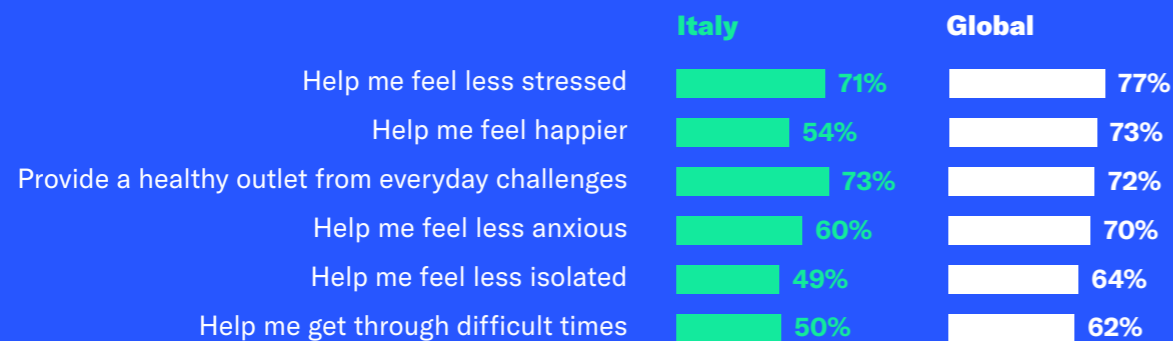 Italy Global
Help me feel less stressed 71% 77%
Help me feel happier 54% 73%
Provide a healthy outlet from everyday challenges 73% 72%
Help me feel less anxious 60% 70%
Help me feel less isolated 49% 64%
Help me get through difficult times 50% 62%